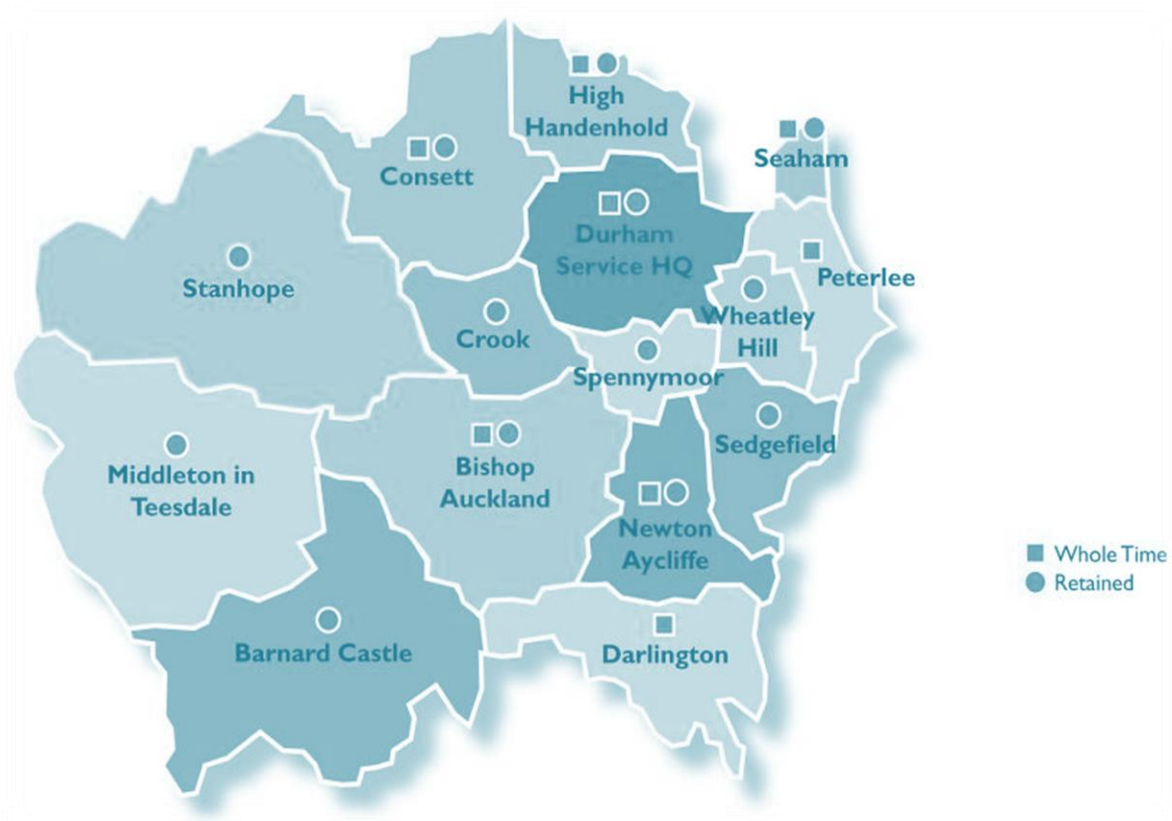 High
Handenhold
Seaham
Consett
Durham
Service HQ
Stanhope
Peterlee
Crook
Wheatley
Hill
Spennymoor
Sedgefield
Middleton in
Teesdale
Bishop
Auckland
Newton
Aycliffe
Whole Time
Retained
Barnard Castle
Darlington